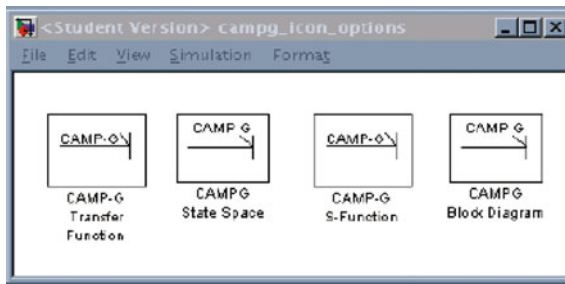 <Student Version> campg_icon_options
File Edit View Simulation Format
CAMP-G
CAMP G
CAMP-G
CAMP G
CAMP-G
Transfer
Function
CAMPG
State Space
CAMP-G
S-Function
CAMPG
Block Diagram